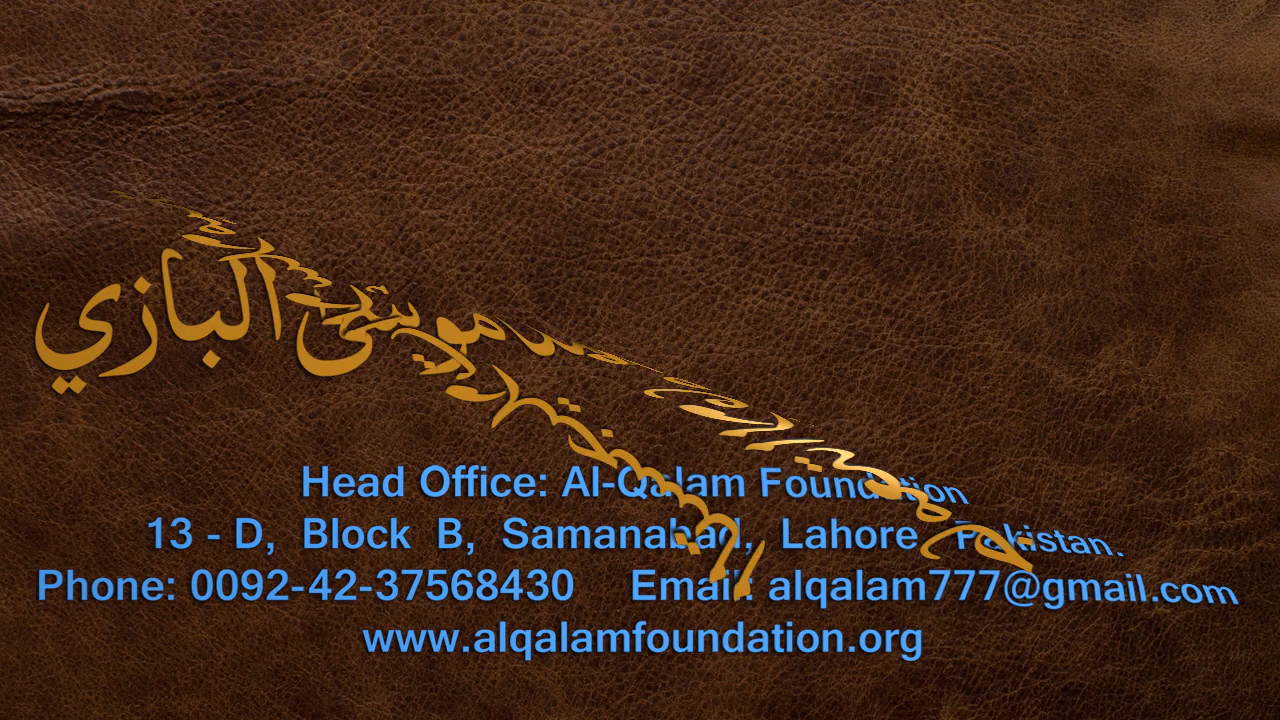 موسى البازي
Head Office: Al-Qalam Foundation
13 - D, Block B, Samanabad, Lahore, Pakistan.
Phone: 0092-42-37568430 Email: alqalam777@gmail.com
www.alqalamfoundation.org